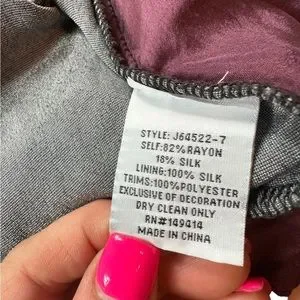 STYLE: J64522-7
SELF:82%RAYON
18% SILK
LINING:100% SILK
TRIMS:100%POLYESTER
EXCLUSIVE OF DECORATION
DRY CLEAN ONLY
RN#149414
MADE IN CHINA